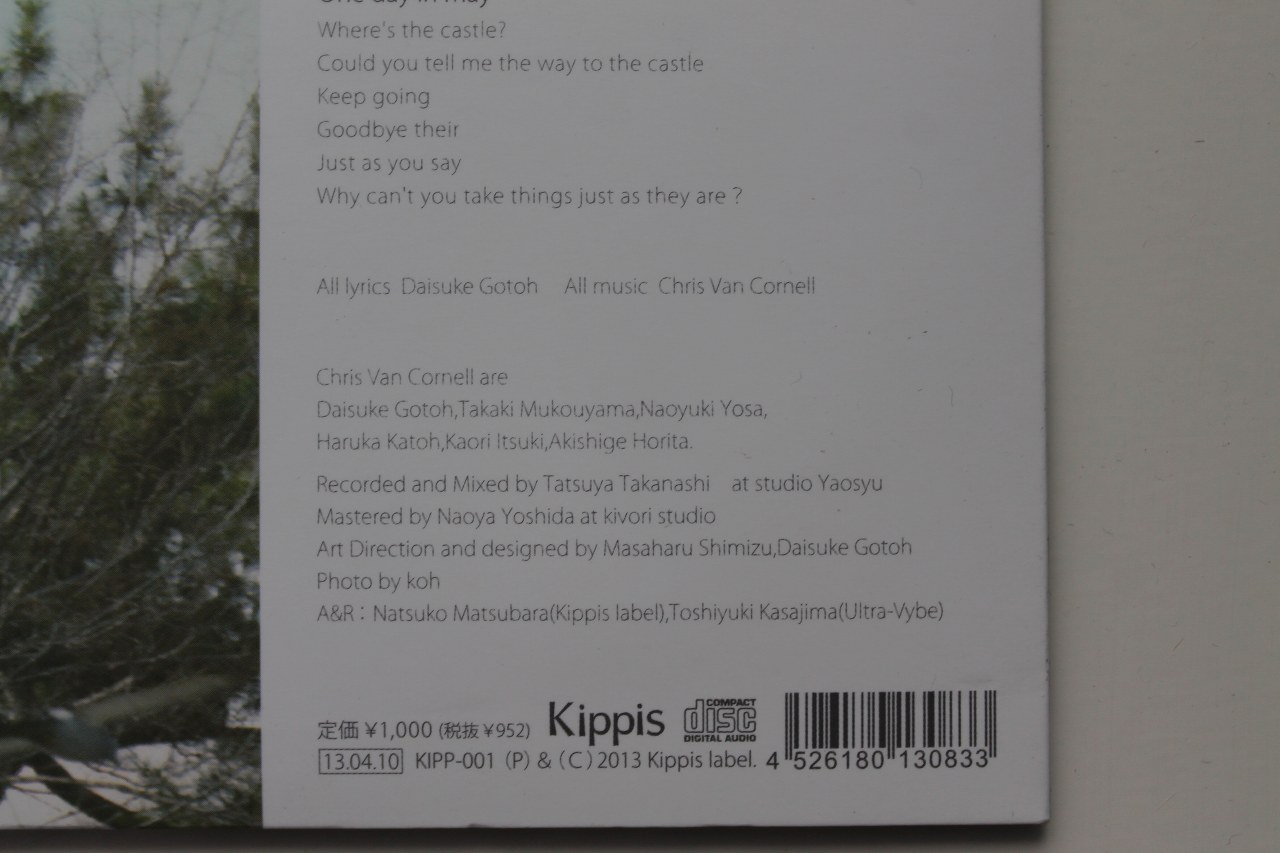 One day in may
Where's the castle?
Could you tell me the way to the castle
Keep going
Goodbye their
Just as you say
Why can't you take things just as they are ?
All lyrics Daisuke Gotoh All music Chris Van Cornell
Chris Van Cornell are
Daisuke Gotoh,Takaki Mukouyama,Naoyuki Yosa,
Haruka Katoh,Kaori Itsuki,Akishige Horita.
Recorded and Mixed by Tatsuya Takanashi at studio Yaosyu
Mastered by Naoya Yoshida at kivori studio
Art Direction and designed by Masaharu Shimizu,Daisuke Gotoh
Photo by koh
A&R : Natsuko Matsubara(Kippis label),Toshiyuki Kasajima(Ultra-Vybe)
定価 ¥1,000 (税抜 ¥952) Kippis COMPACT disc DIGITAL AUDIO
13.04.10 KIPP-001 (P) & (C) 2013 Kippis label. 4 526180 130833